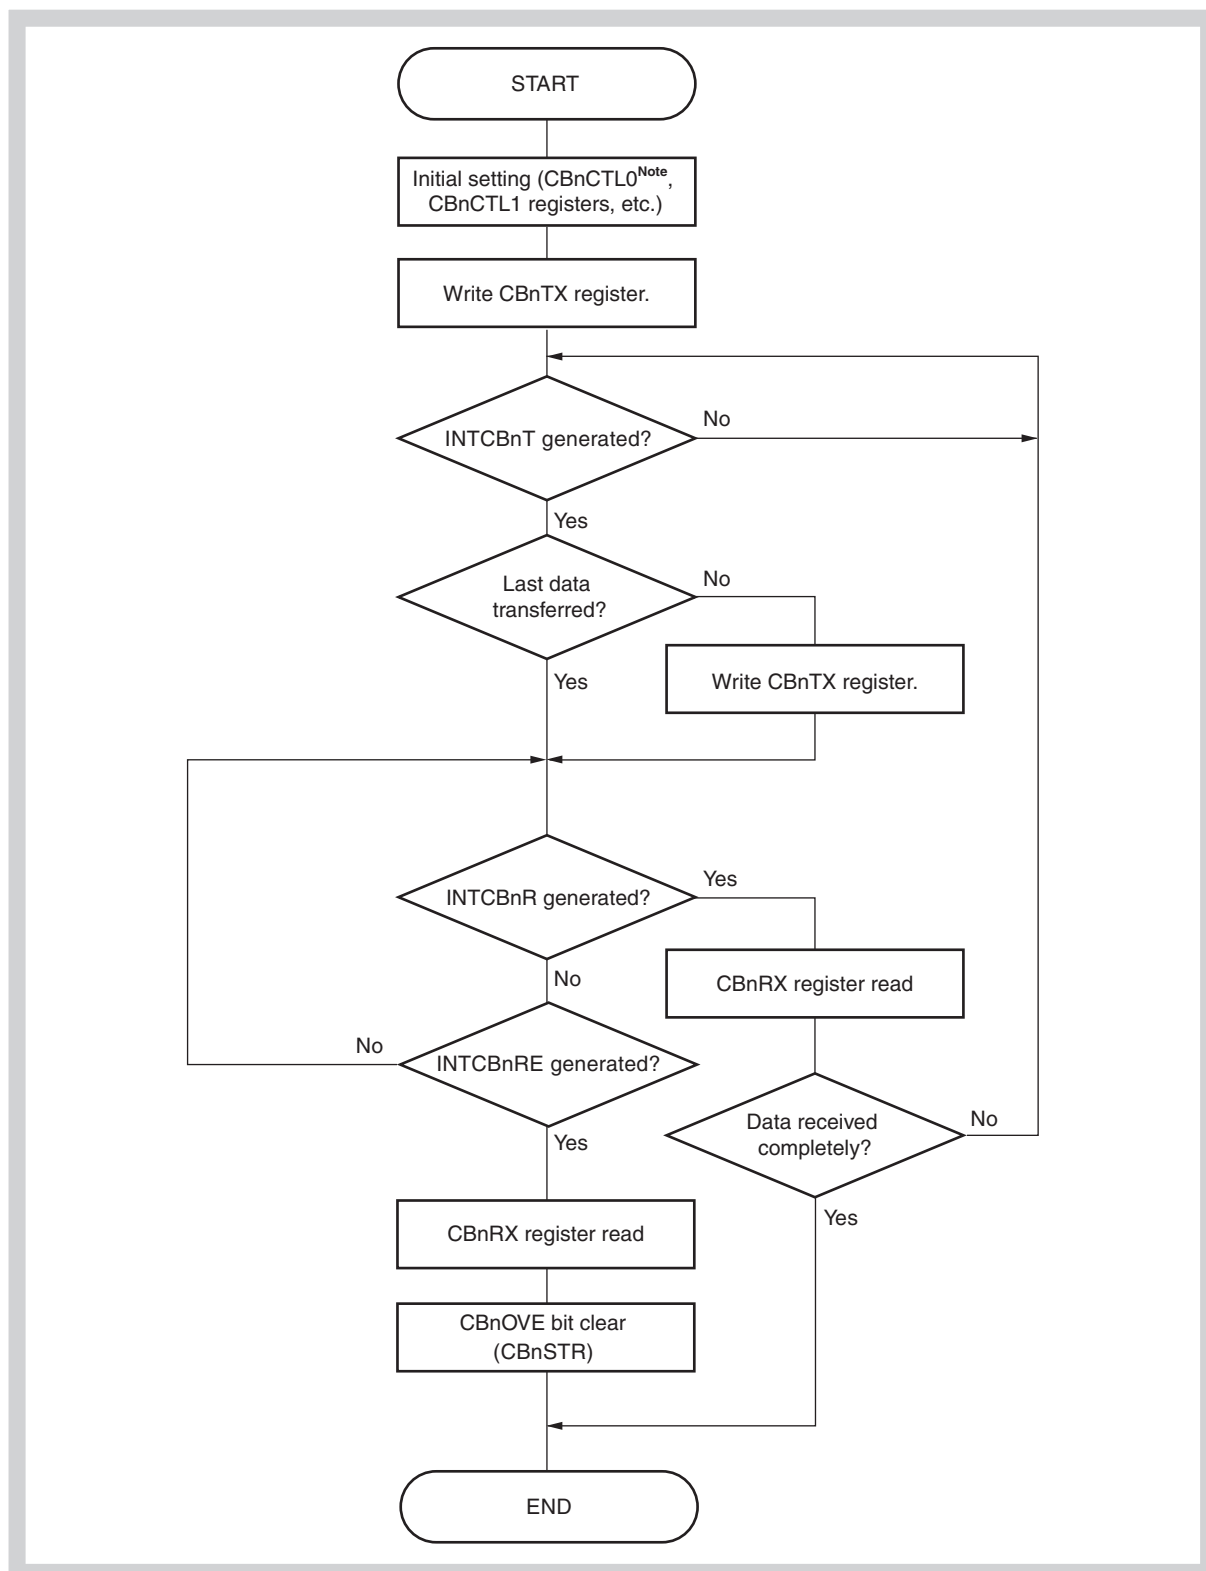 START
Initial setting (CBnCTL0Note,
CBnCTL1 registers, etc.)
Write CBnTX register.
INTCBnT generated?
No
Yes
Last data
transferred?
No
Write CBnTX register.
Yes
INTCBnR generated?
Yes
No
CBnRX register read
INTCBnRE generated?
No
Yes
Data received
completely?
No
Yes
CBnRX register read
CBnOVE bit clear
(CBnSTR)
END